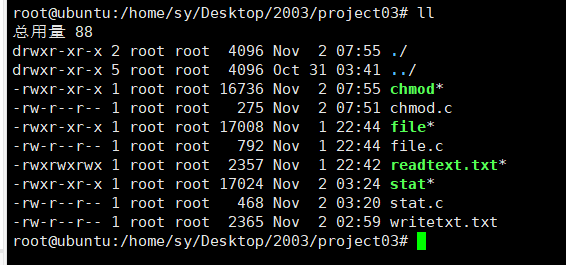 root@ubuntu:/home/sy/Desktop/2003/project03# ll
总用量 88
drwxr-xr-x 2 root root  4096 Nov  2 07:55 ./
drwxr-xr-x 5 root root  4096 Oct 31 03:41 ../
-rwxr-xr-x 1 root root 16736 Nov  2 07:55 chmod*
-rw-r--r-- 1 root root   275 Nov  2 07:51 chmod.c
-rwxr-xr-x 1 root root 17008 Nov  1 22:44 file*
-rw-r--r-- 1 root root   792 Nov  1 22:44 file.c
-rwxrwxrwx 1 root root  2357 Nov  1 22:42 readtext.txt*
-rwxr-xr-x 1 root root 17024 Nov  2 03:24 stat*
-rw-r--r-- 1 root root   468 Nov  2 03:20 stat.c
-rw-r--r-- 1 root root  2365 Nov  2 02:59 writetxt.txt
root@ubuntu:/home/sy/Desktop/2003/project03#